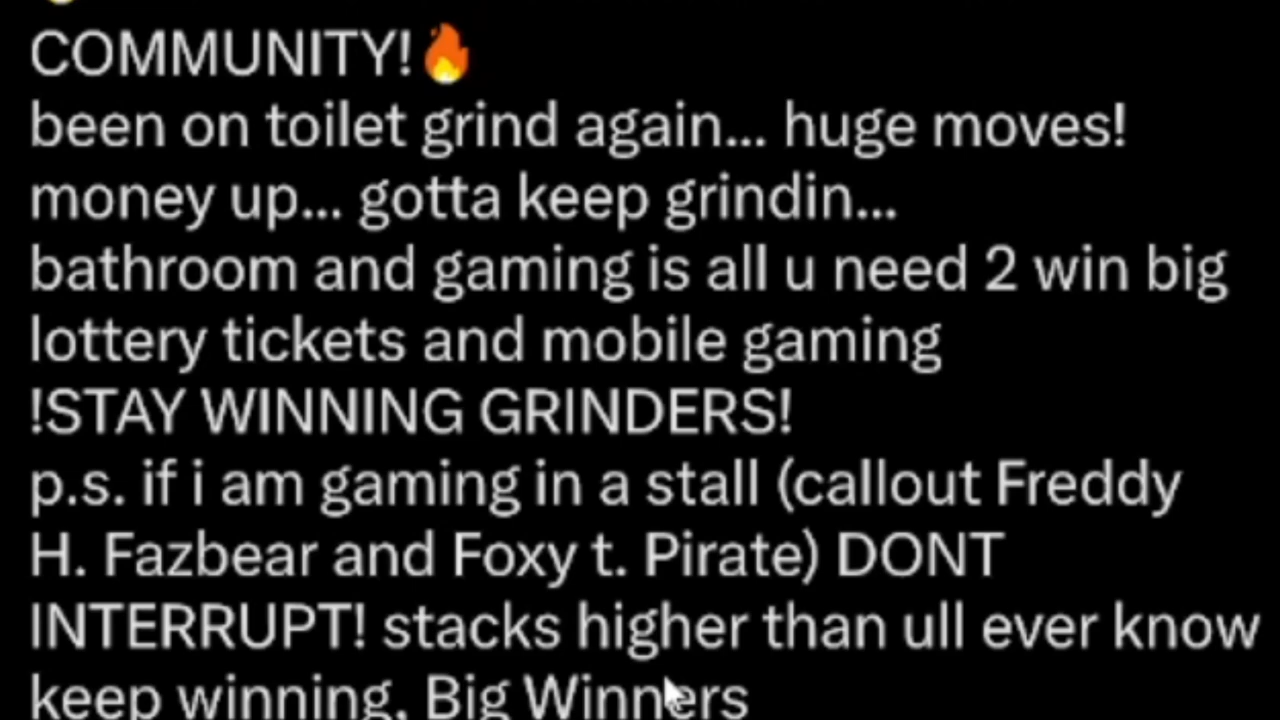 COMMUNITY!🔥
been on toilet grind again... huge moves!
money up... gotta keep grindin...
bathroom and gaming is all u need 2 win big
lottery tickets and mobile gaming
!STAY WINNING GRINDERS!
p.s. if i am gaming in a stall (callout Freddy
H. Fazbear and Foxy t. Pirate) DONT
INTERRUPT! stacks higher than ull ever know
keep winning, Big Winners